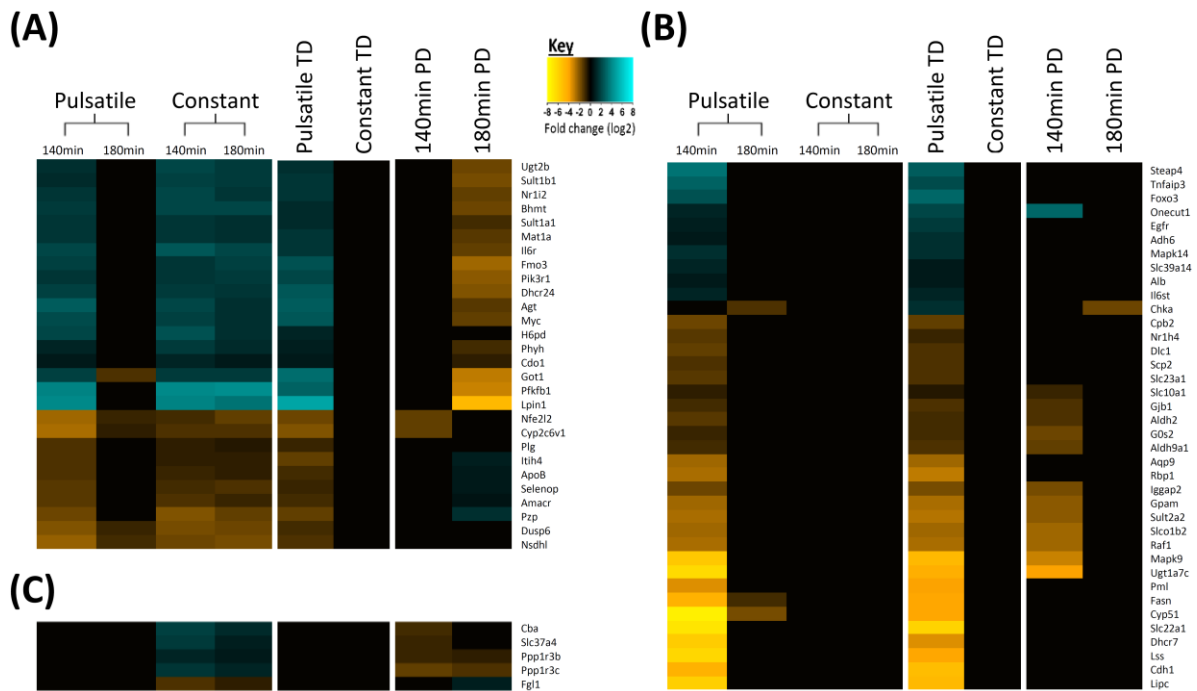 (A)
Pulsatile
Constant
140min
180min
140min
180min
Pulsatile TD
Constant TD
140min PD
180min PD
Key
-8 -6 -4 -2 0 2 4 6 8
Fold change (log2)
Ugt2b
Sult1b1
Nr1i2
Bhmt
Sult1a1
Mat1a
Il6r
Fmo3
Pik3r1
Dhcr24
Agt
Myc
H6pd
Phyh
Cdo1
Got1
Pfkfb1
Lpin1
Nfe2l2
Cyp2c6v1
Plg
Itih4
ApoB
Selenop
Amacr
Pzp
Dusp6
Nsdhl
(B)
Pulsatile
Constant
140min
180min
140min
180min
Pulsatile TD
Constant TD
140min PD
180min PD
Steap4
Tnfaip3
Foxo3
Onecut1
Egfr
Adh6
Mapk14
Slc39a14
Alb
Il6st
Chka
Cpb2
Nr1h4
Dlc1
Scp2
Slc23a1
Slc10a1
Gjb1
Aldh2
G0s2
Aldh9a1
Aqp9
Rbp1
Iggap2
Gpam
Sult2a2
Slco1b2
Raf1
Mapk9
Ugt1a7c
Pml
Fasn
Cyp51
Slc22a1
Dhcr7
Lss
Cdh1
Lipc
(C)
Cba
Slc37a4
Ppp1r3b
Ppp1r3c
Fgl1